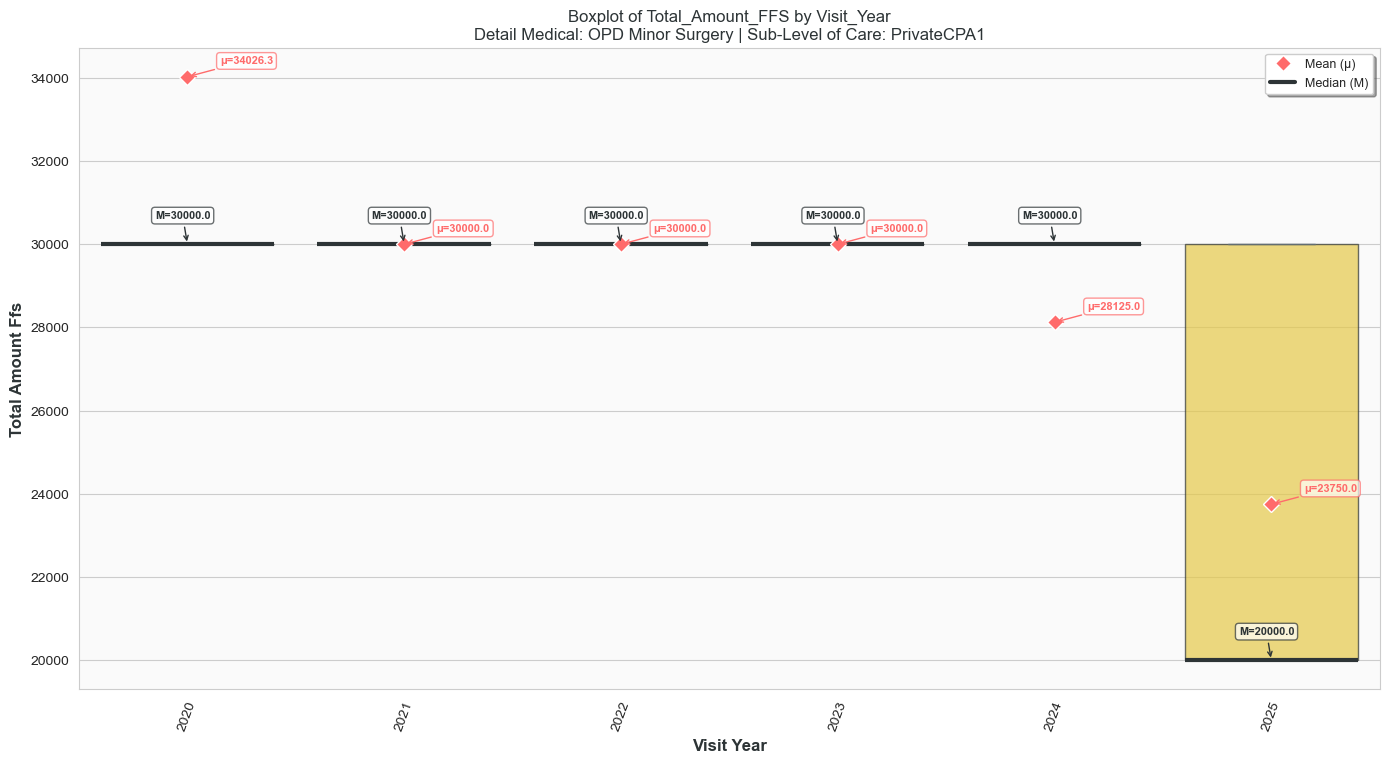 Boxplot of Total_Amount_FFS by Visit_Year
Detail Medical: OPD Minor Surgery | Sub-Level of Care: PrivateCPA1
Mean (μ)
Median (M)
Total Amount Ffs
34000
32000
30000
28000
26000
24000
22000
20000
μ=34026.3
M=30000.0
M=30000.0
μ=30000.0
M=30000.0
μ=30000.0
M=30000.0
μ=30000.0
M=30000.0
μ=28125.0
μ=23750.0
M=20000.0
2020
2021
2022
2023
2024
2025
Visit Year